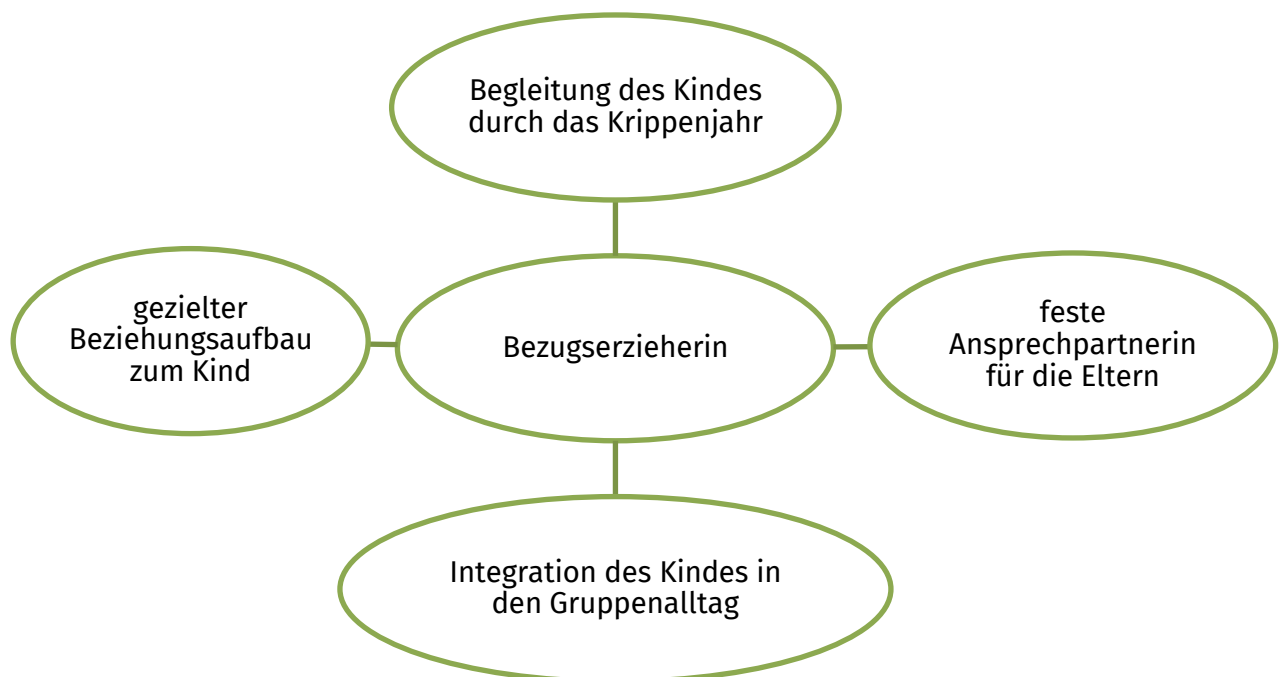 Begleitung des Kindes
durch das Krippenjahr
gezielter
Beziehungsaufbau
zum Kind
Bezugserzieherin
feste
Ansprechpartnerin
für die Eltern
Integration des Kindes in
den Gruppenalltag